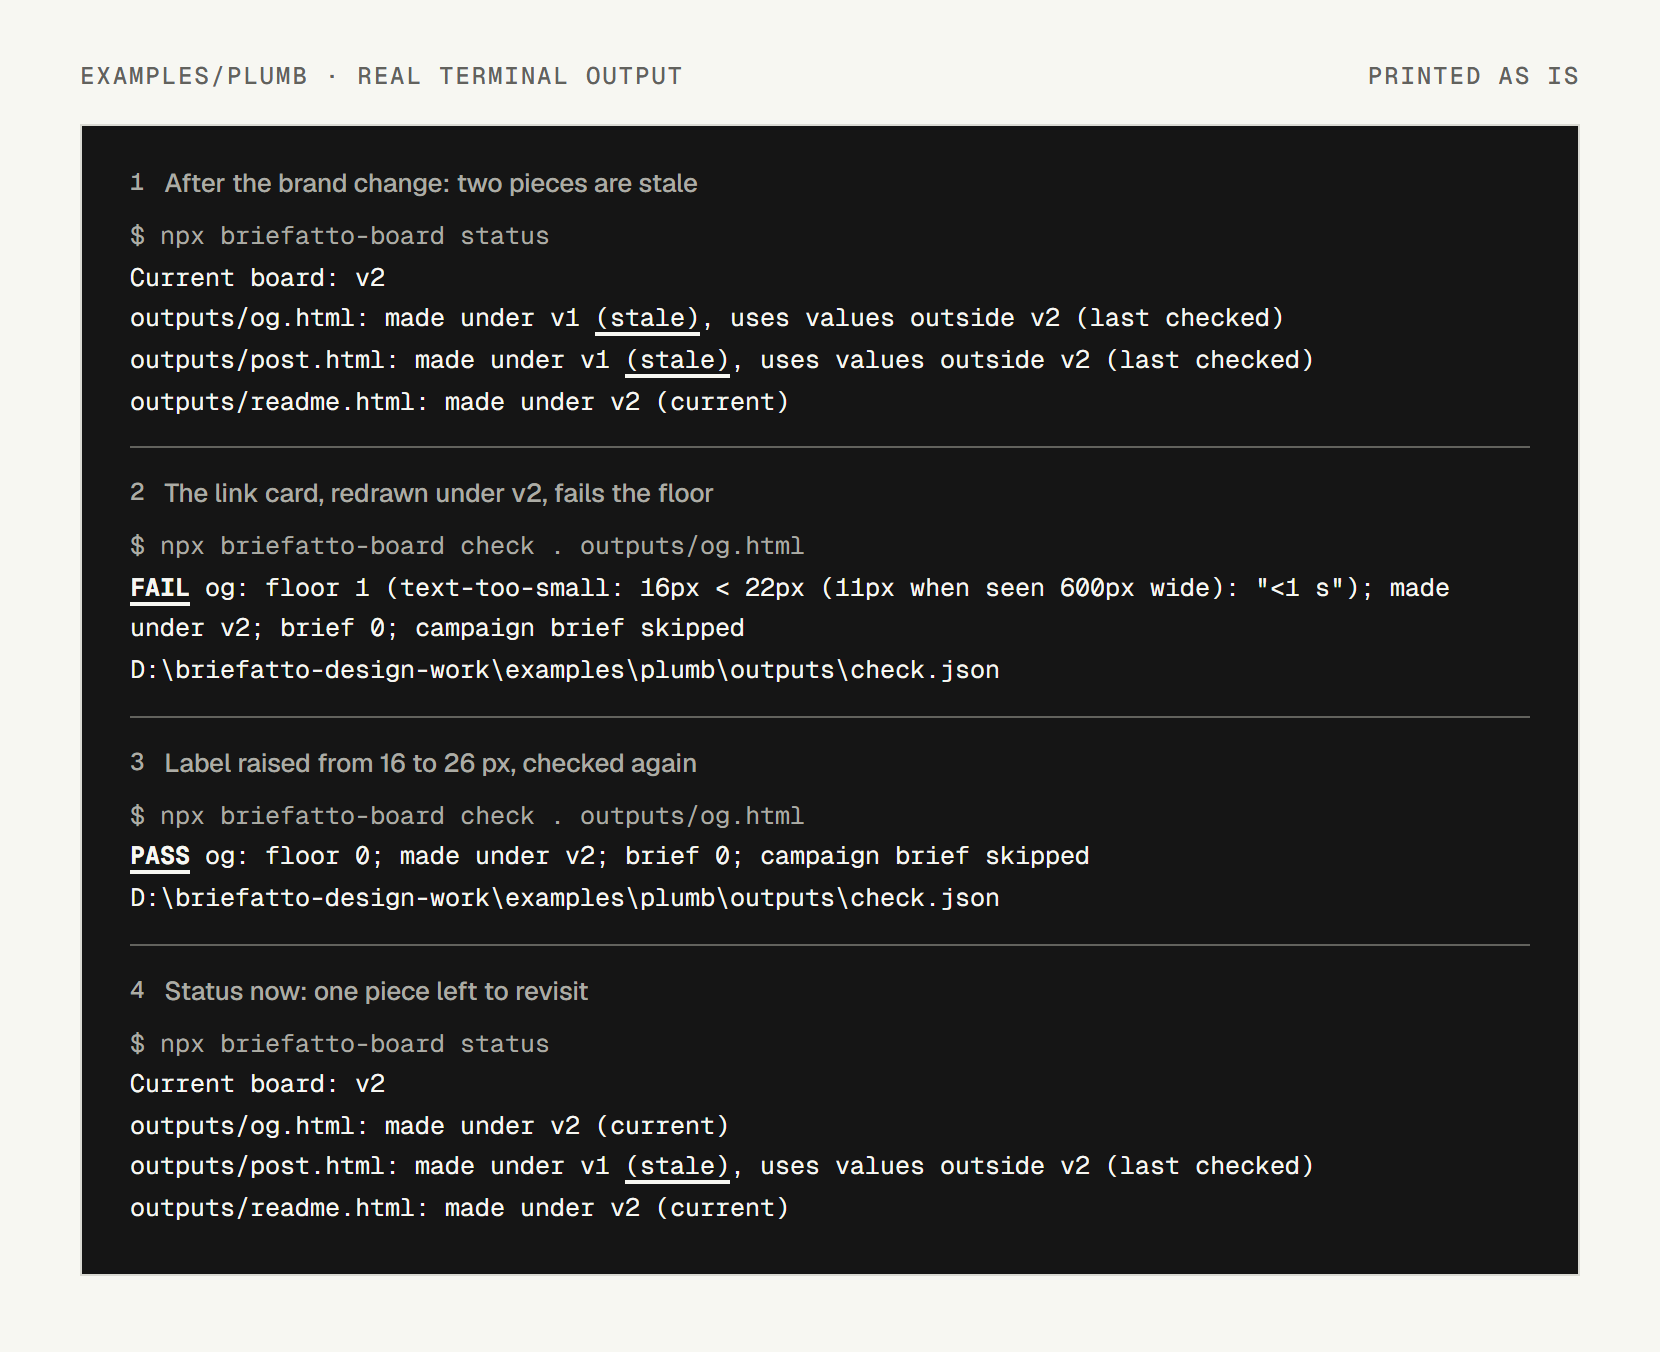 EXAMPLES/PLUMB · REAL TERMINAL OUTPUT
PRINTED AS IS
1 After the brand change: two pieces are stale
$ npx briefatto-board status
Current board: v2
outputs/og.html: made under v1 (stale), uses values outside v2 (last checked)
outputs/post.html: made under v1 (stale), uses values outside v2 (last checked)
outputs/readme.html: made under v2 (current)
2 The link card, redrawn under v2, fails the floor
$ npx briefatto-board check . outputs/og.html
FAIL og: floor 1 (text-too-small: 16px < 22px (11px when seen 600px wide): "<1 s"); made
under v2; brief 0; campaign brief skipped
D:\briefatto-design-work\examples\plumb\outputs\check.json
3 Label raised from 16 to 26 px, checked again
$ npx briefatto-board check . outputs/og.html
PASS og: floor 0; made under v2; brief 0; campaign brief skipped
D:\briefatto-design-work\examples\plumb\outputs\check.json
4 Status now: one piece left to revisit
$ npx briefatto-board status
Current board: v2
outputs/og.html: made under v2 (current)
outputs/post.html: made under v1 (stale), uses values outside v2 (last checked)
outputs/readme.html: made under v2 (current)